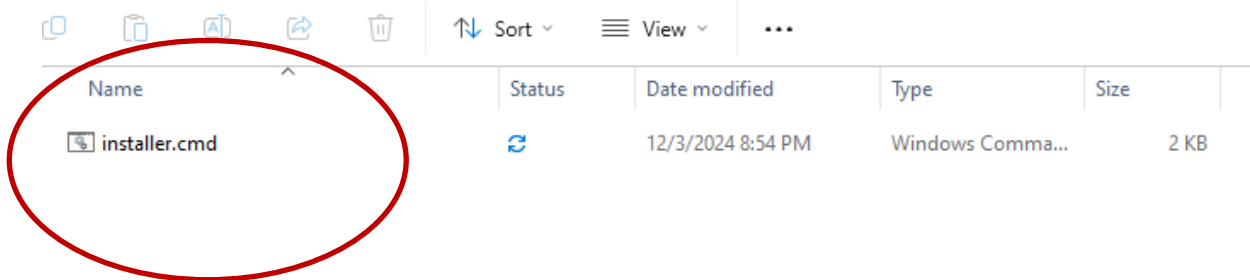 Sort View
Name Status Date modified Type Size
installer.cmd 12/3/2024 8:54 PM Windows Comma... 2 KB